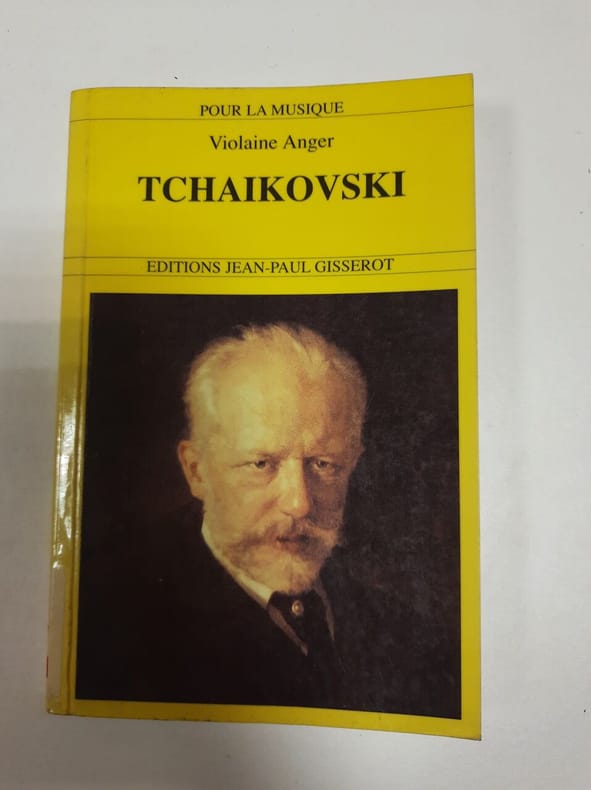 POUR LA MUSIQUE
Violaine Anger
TCHAIKOVSKI
EDITIONS JEAN-PAUL GISSEROT